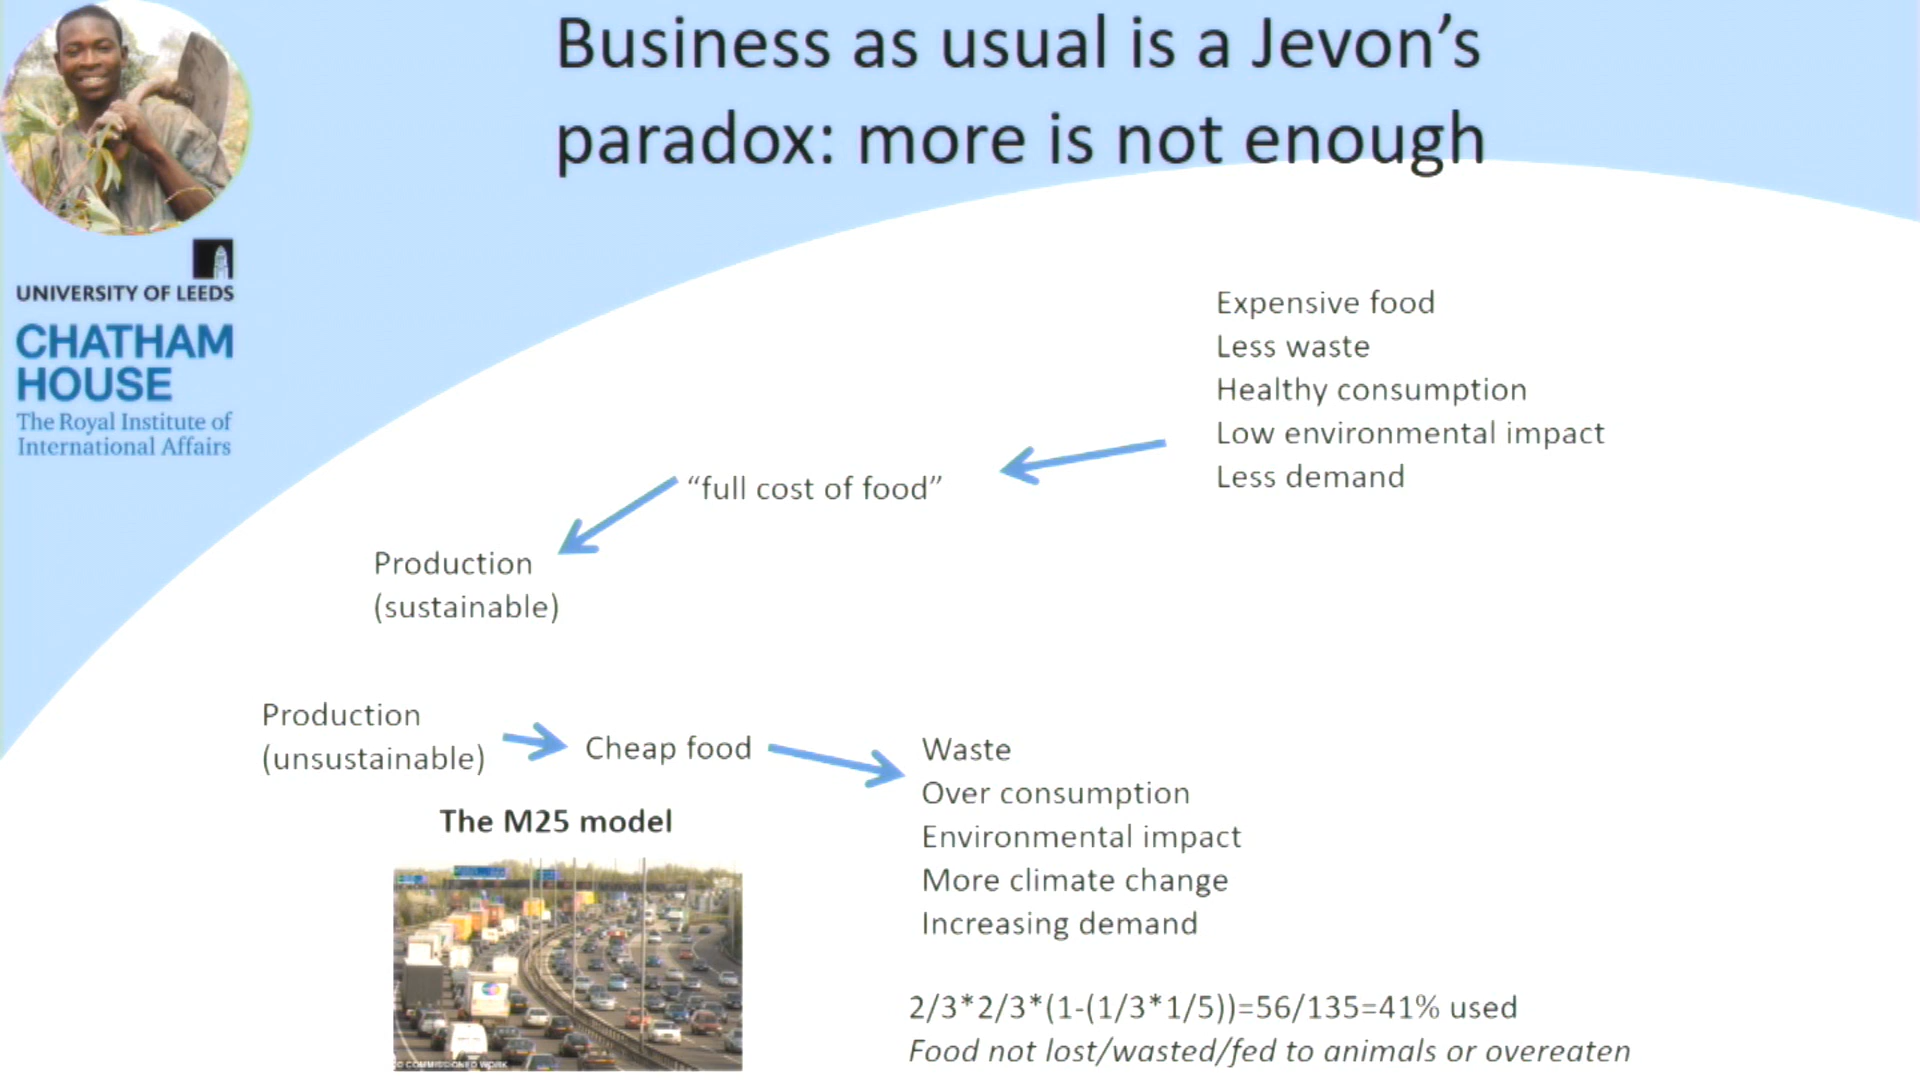 Business as usual is a Jevon’s
paradox: more is not enough
UNIVERSITY OF LEEDS
CHATHAM
HOUSE
The Royal Institute of
International Affairs
Expensive food
Less waste
Healthy consumption
Low environmental impact
Less demand
“full cost of food”
Production
(sustainable)
Production
(unsustainable)
Cheap food
Waste
Over consumption
Environmental impact
More climate change
Increasing demand
The M25 model
COMMISSIONED WORK
2/3*2/3*(1-(1/3*1/5))=56/135=41% used
Food not lost/wasted/fed to animals or overeaten